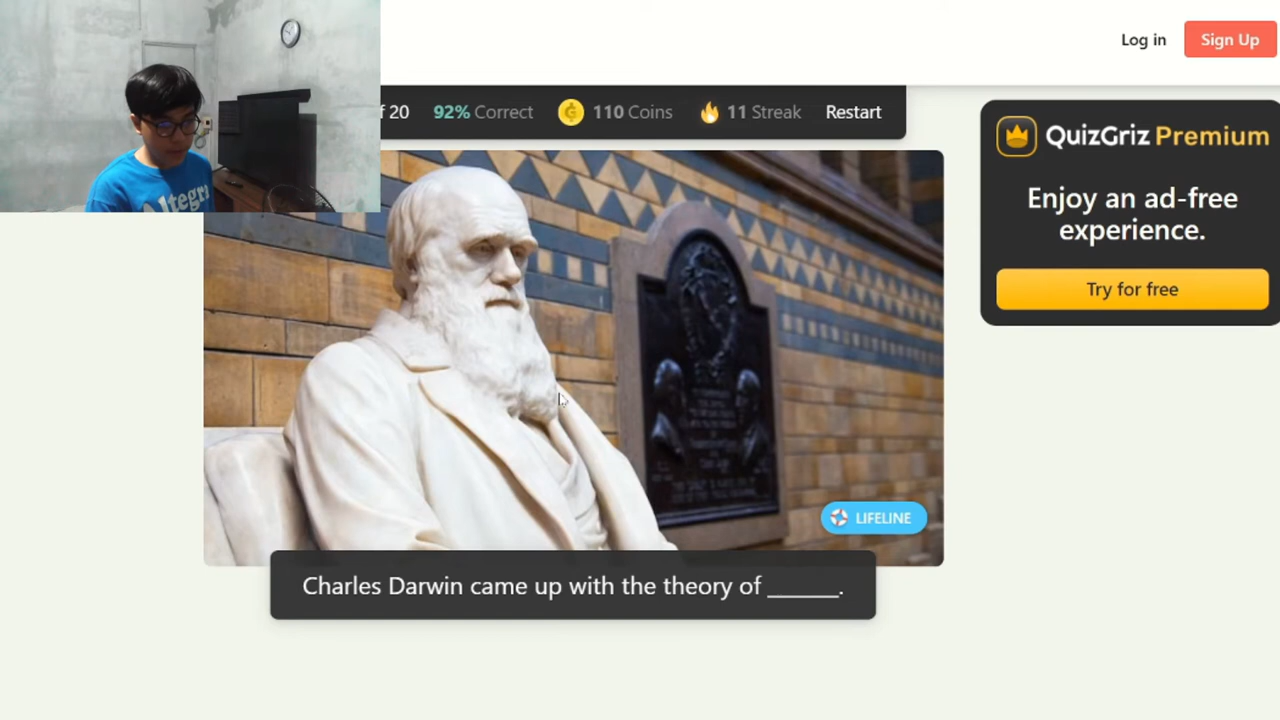 Log in
Sign Up
f 20
92% Correct
110 Coins
11 Streak
Restart
QuizGriz Premium
Enjoy an ad-free
experience.
Try for free
Altegr
LIFELINE
Charles Darwin came up with the theory of ______.